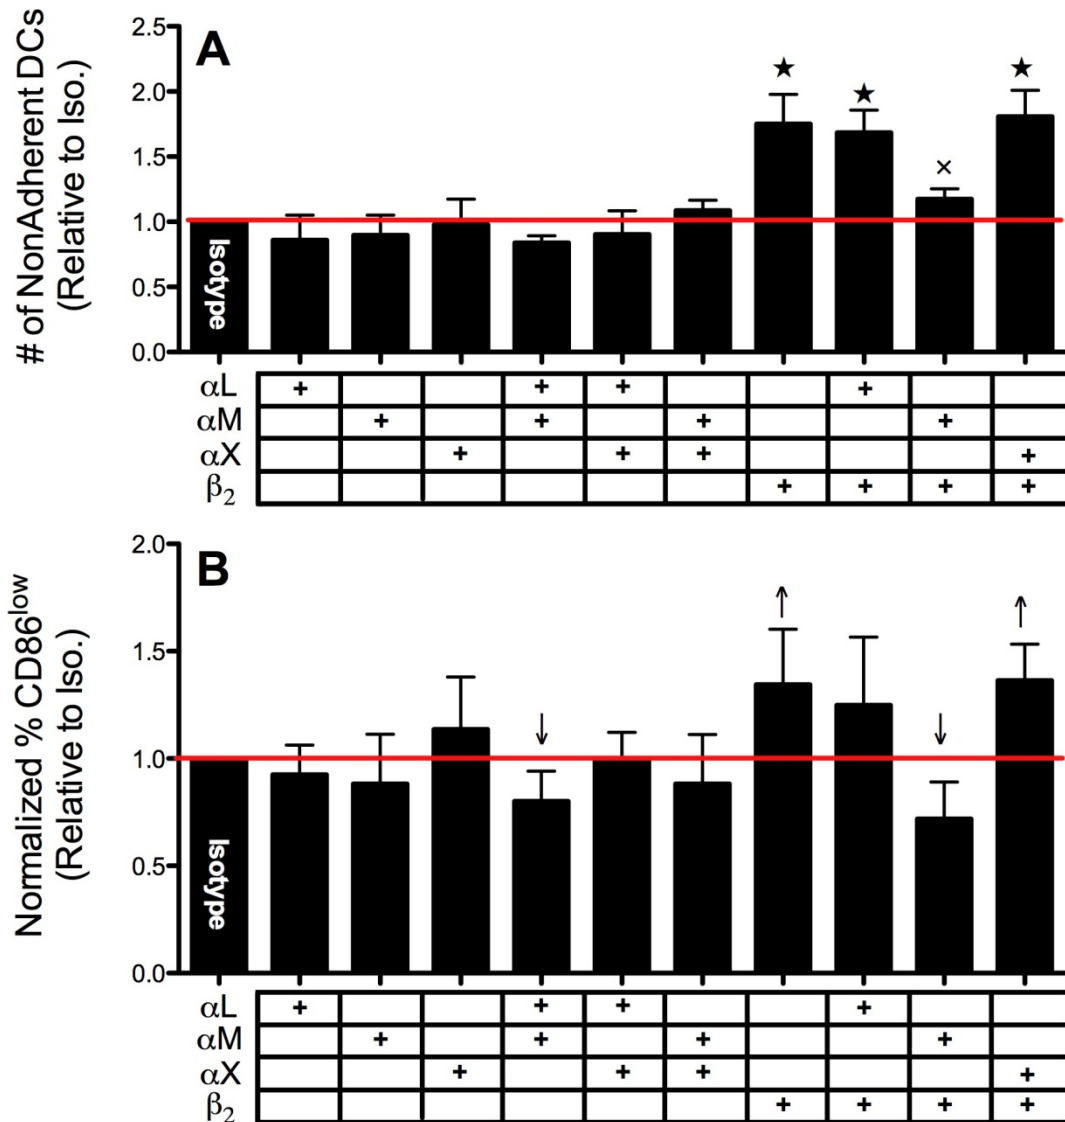 A
# of NonAdherent DCs
(Relative to Iso.)
2.5
2.0
1.5
1.0
0.5
0.0
Isotype
★ ★ × ★
αL + + + +
αM + + + +
αX + + + +
β2 + + + +
B
Normalized % CD86low
(Relative to Iso.)
2.0
1.5
1.0
0.5
0.0
Isotype
↓ ↑ ↓ ↑
αL + + + +
αM + + + +
αX + + + +
β2 + + + +